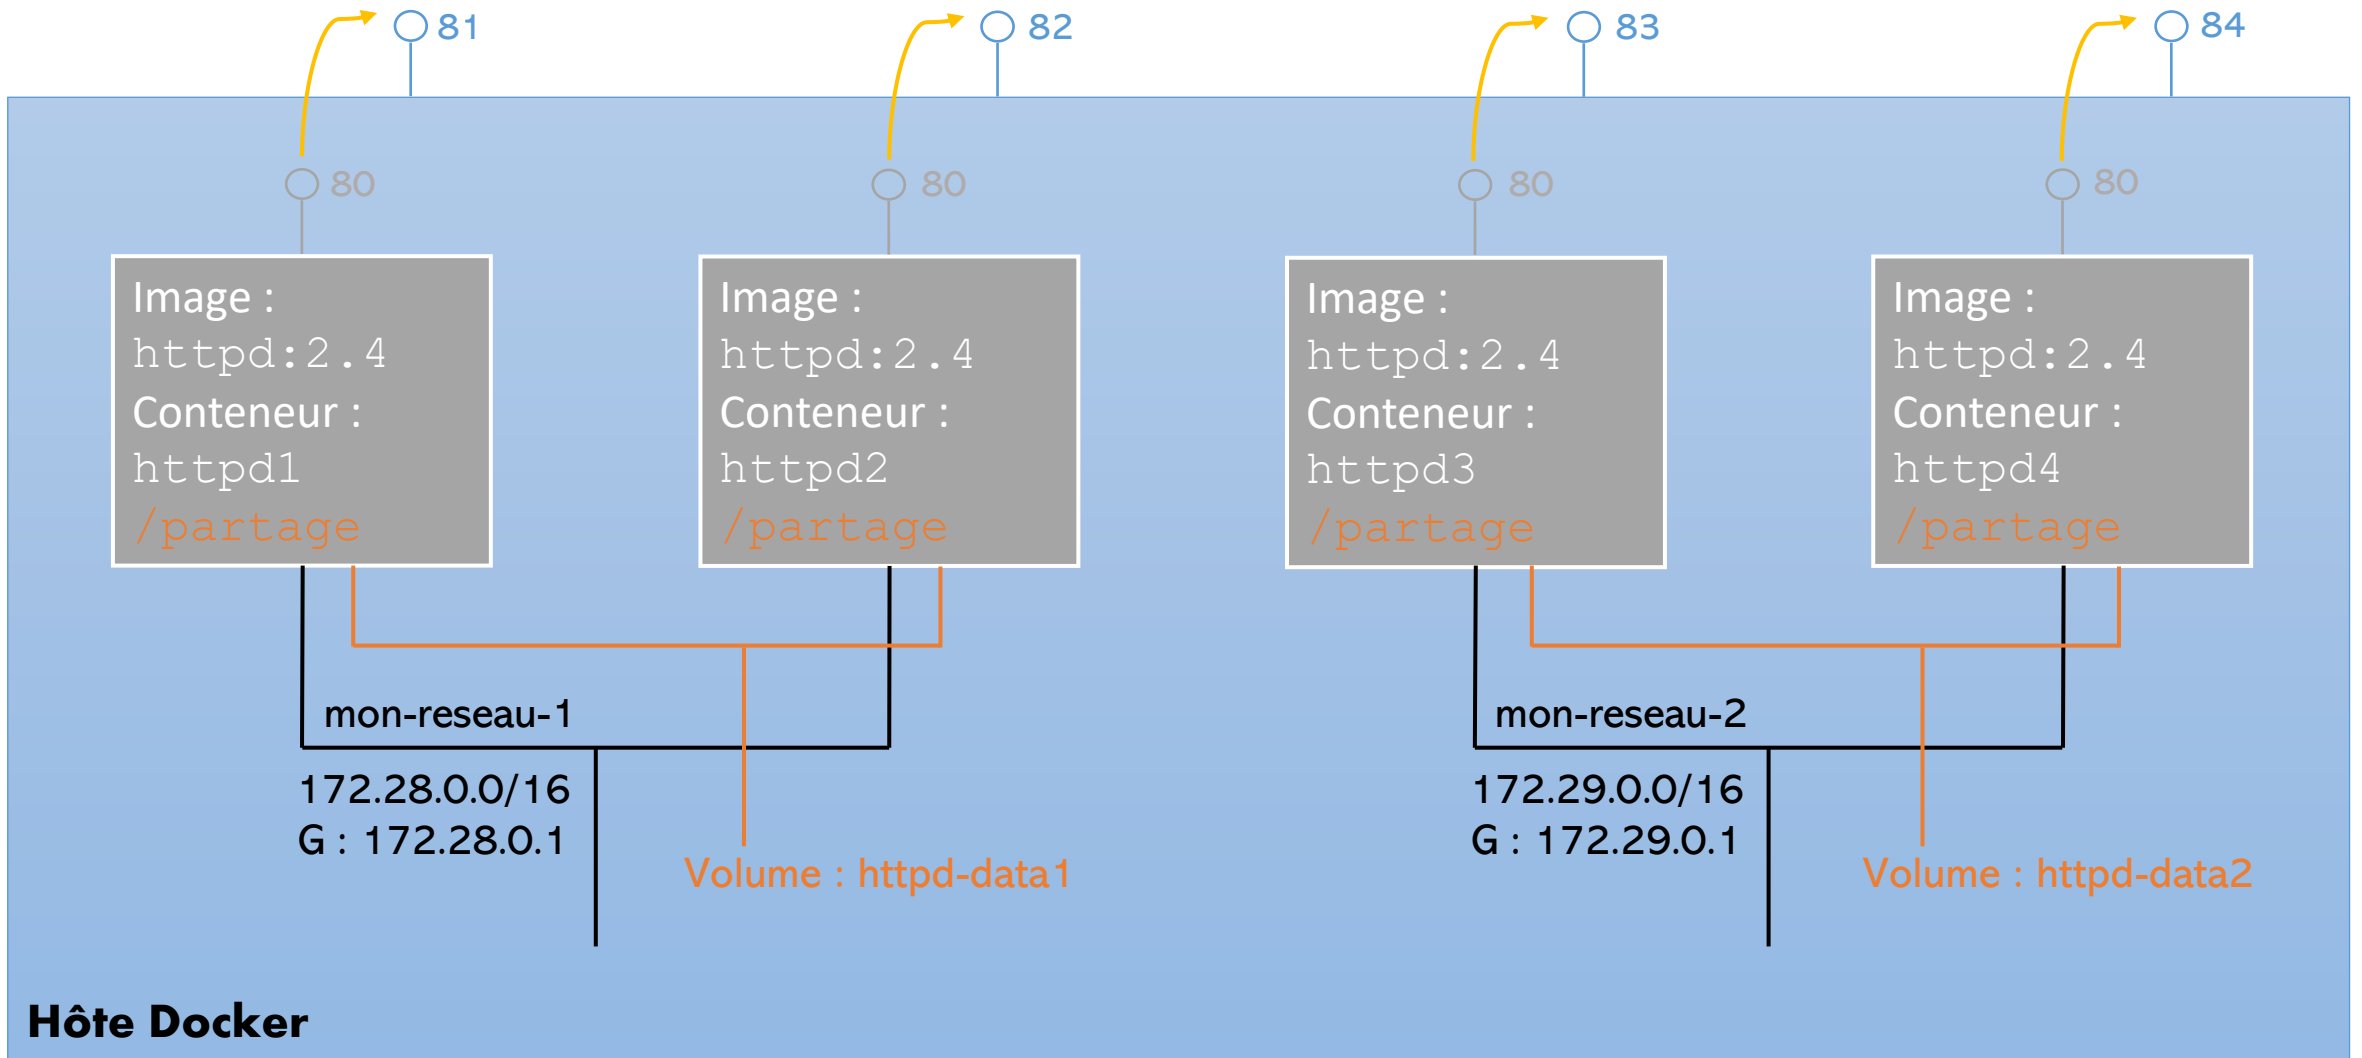 81
82
83
84
80
80
80
80
Image :
httpd:2.4
Conteneur :
httpd1
/partage
Image :
httpd:2.4
Conteneur :
httpd2
/partage
Image :
httpd:2.4
Conteneur :
httpd3
/partage
Image :
httpd:2.4
Conteneur :
httpd4
/partage
mon-reseau-1
172.28.0.0/16
G : 172.28.0.1
Volume : httpd-data1
mon-reseau-2
172.29.0.0/16
G : 172.29.0.1
Volume : httpd-data2
Hôte Docker